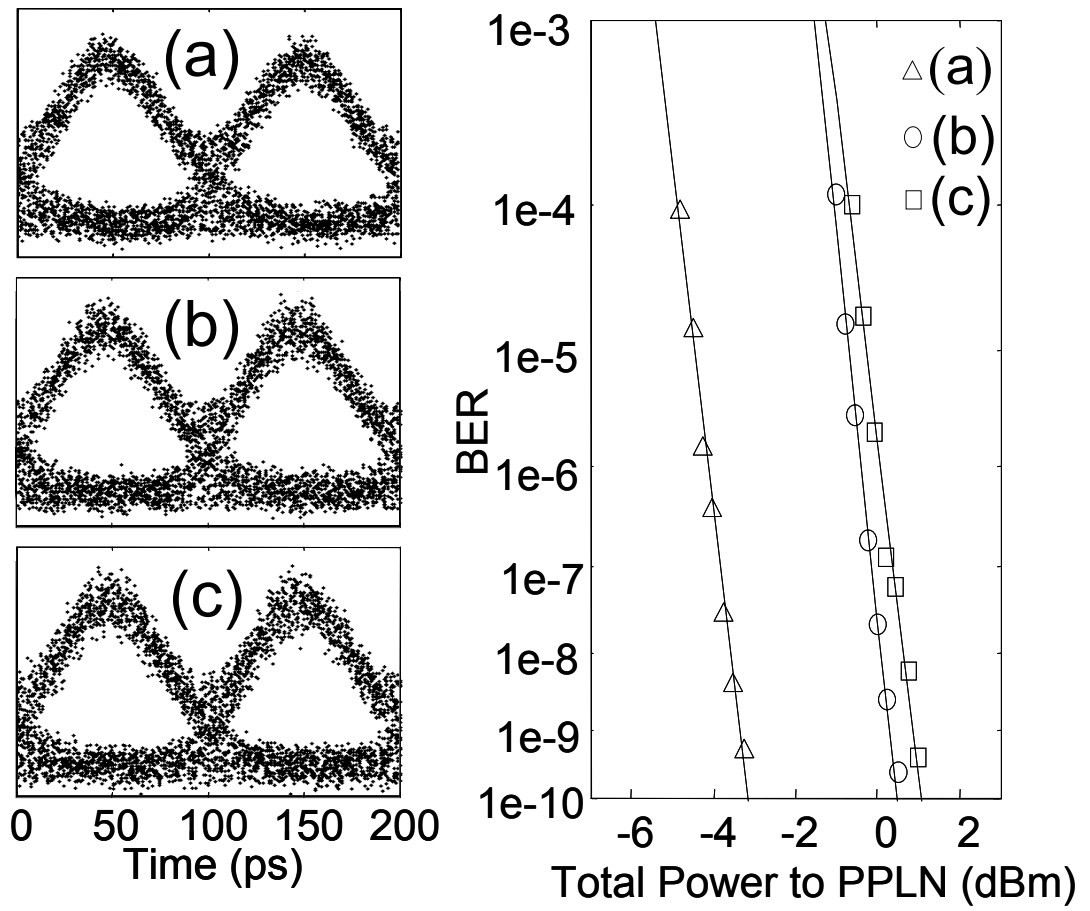 (a)
(b)
(c)
0 50 100 150 200
Time (ps)
BER
1e-3
1e-4
1e-5
1e-6
1e-7
1e-8
1e-9
1e-10
(a)
(b)
(c)
-6 -4 -2 0 2
Total Power to PPLN (dBm)